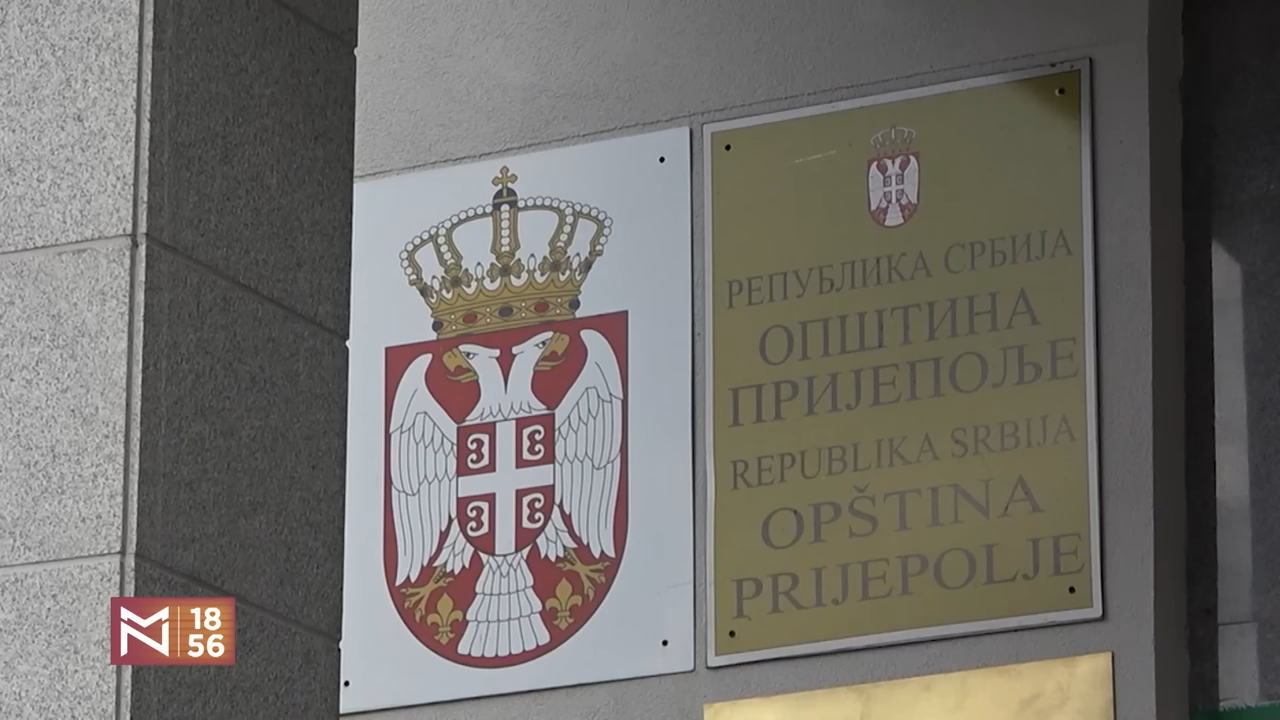 РЕПУБЛИКА СРБИЈА
ОПШТИНА
ПРИЈЕПОЉЕ
REPUBLIKA SRBIJA
OPŠTINA
PRIJEPOLJE
18
56